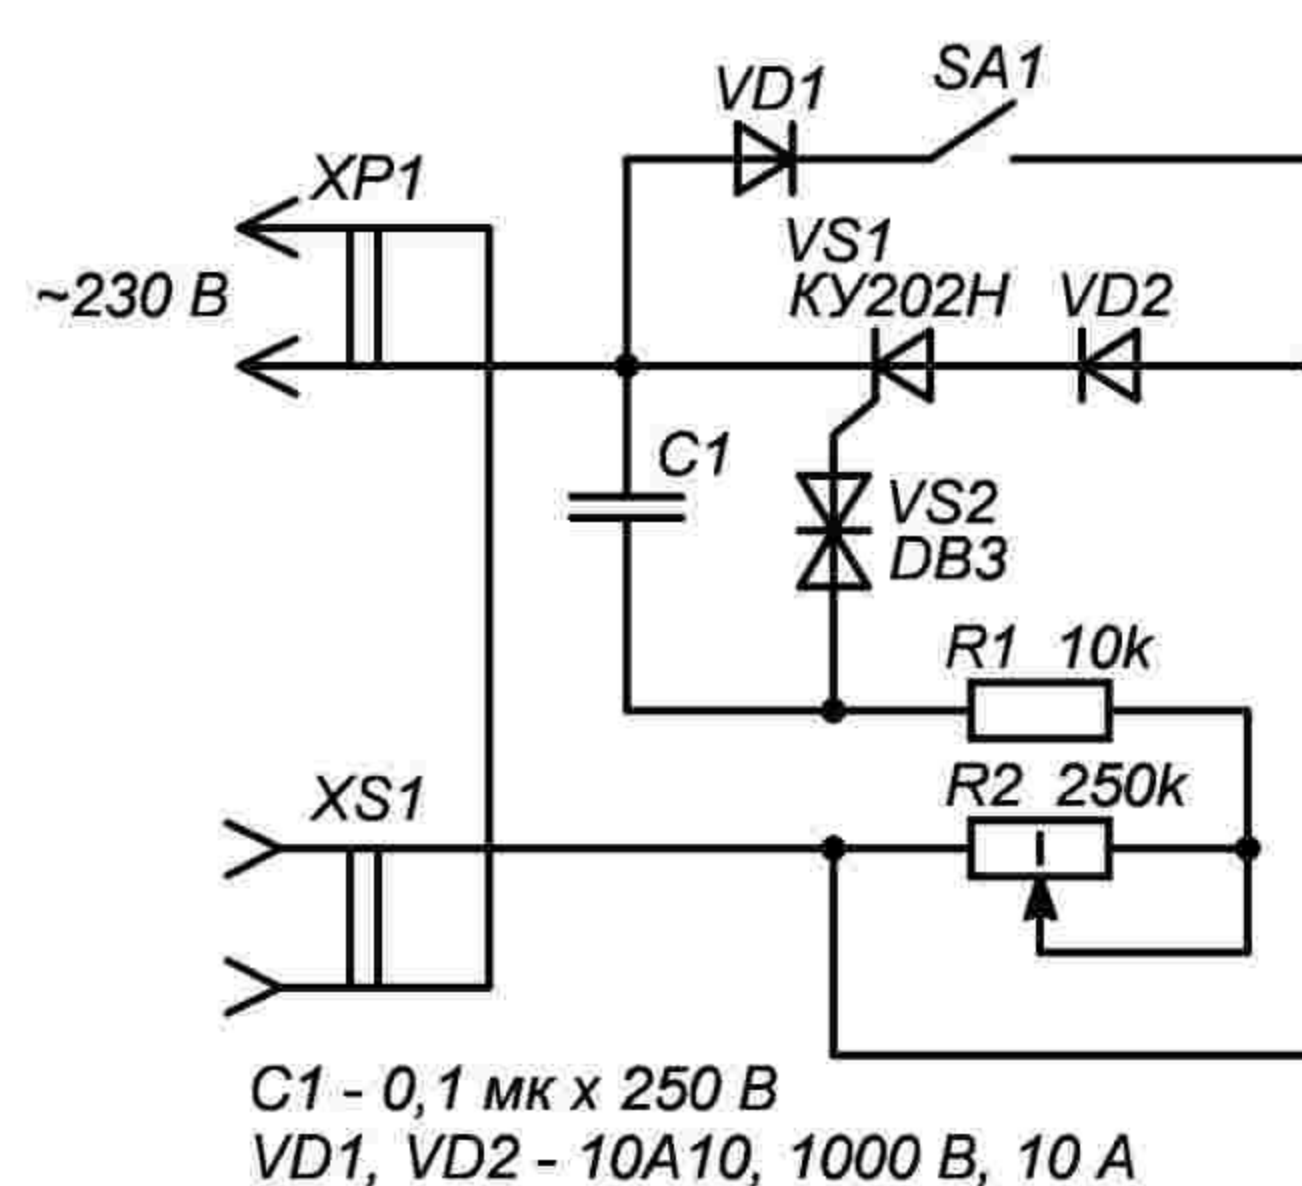 SA1
VD1
XP1
VS1
КУ202Н
VD2
~230 В
C1
VS2
DB3
R1 10k
R2 250k
XS1
C1 - 0,1 мк х 250 В
VD1, VD2 - 10А10, 1000 В, 10 А